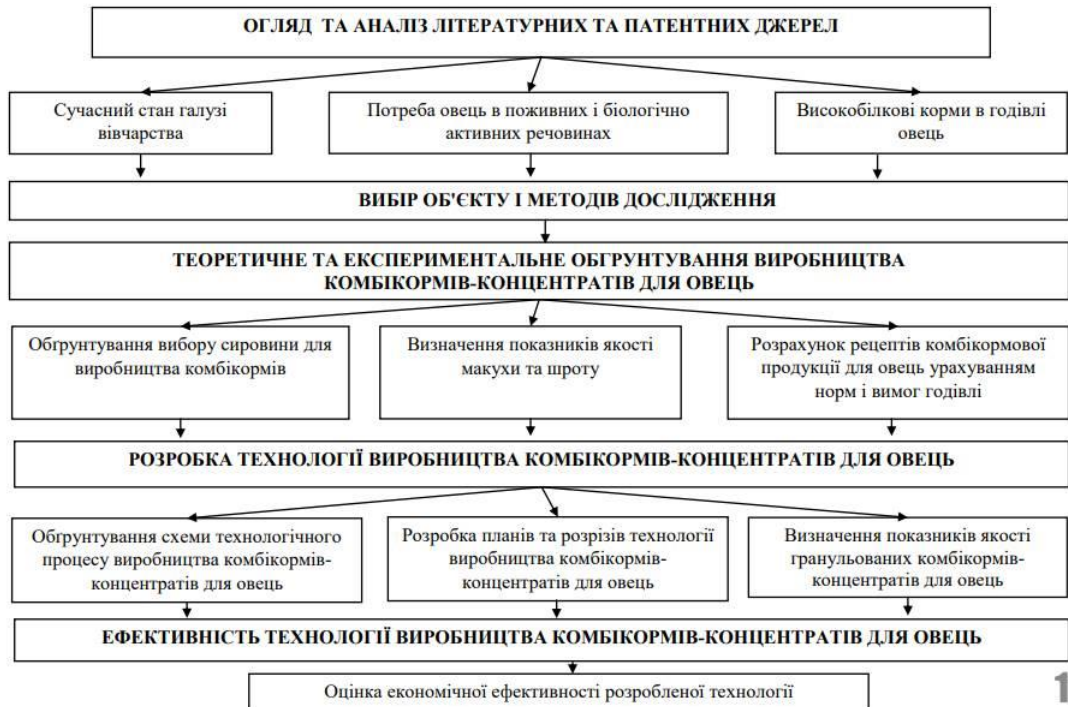 ОГЛЯД ТА АНАЛІЗ ЛІТЕРАТУРНИХ ТА ПАТЕНТНИХ ДЖЕРЕЛ
Сучасний стан галузі
вівчарства
Потреба овець в поживних і біологічно
активних речовинах
Високобілкові корми в годівлі
овець
ВИБІР ОБ'ЄКТУ І МЕТОДІВ ДОСЛІДЖЕННЯ
ТЕОРЕТИЧНЕ ТА ЕКСПЕРИМЕНТАЛЬНЕ ОБГРУНТУВАННЯ ВИРОБНИЦТВА
КОМБІКОРМІВ-КОНЦЕНТРАТІВ ДЛЯ ОВЕЦЬ
Обґрунтування вибору сировини для
виробництва комбікормів
Визначення показників якості
макухи та шроту
Розрахунок рецептів комбікормової
продукції для овець урахуванням
норм і вимог годівлі
РОЗРОБКА ТЕХНОЛОГІЇ ВИРОБНИЦТВА КОМБІКОРМІВ-КОНЦЕНТРАТІВ ДЛЯ ОВЕЦЬ
Обґрунтування схеми технологічного
процесу виробництва комбікормів-
концентратів для овець
Розробка планів та розрізів технології
виробництва комбікормів-
концентратів для овець
Визначення показників якості
гранульованих комбікормів-
концентратів для овець
ЕФЕКТИВНІСТЬ ТЕХНОЛОГІЇ ВИРОБНИЦТВА КОМБІКОРМІВ-КОНЦЕНТРАТІВ ДЛЯ ОВЕЦЬ
Оцінка економічної ефективності розробленої технології
1